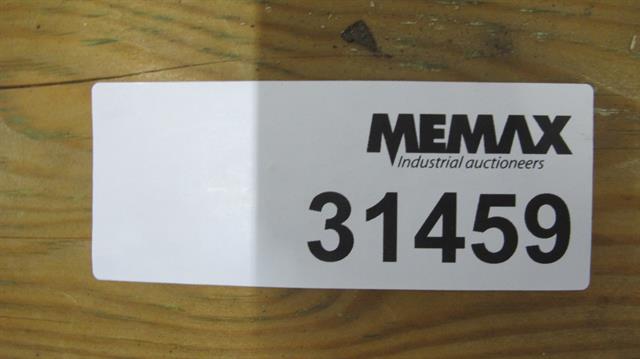 MEMAX
Industrial auctioneers
31459